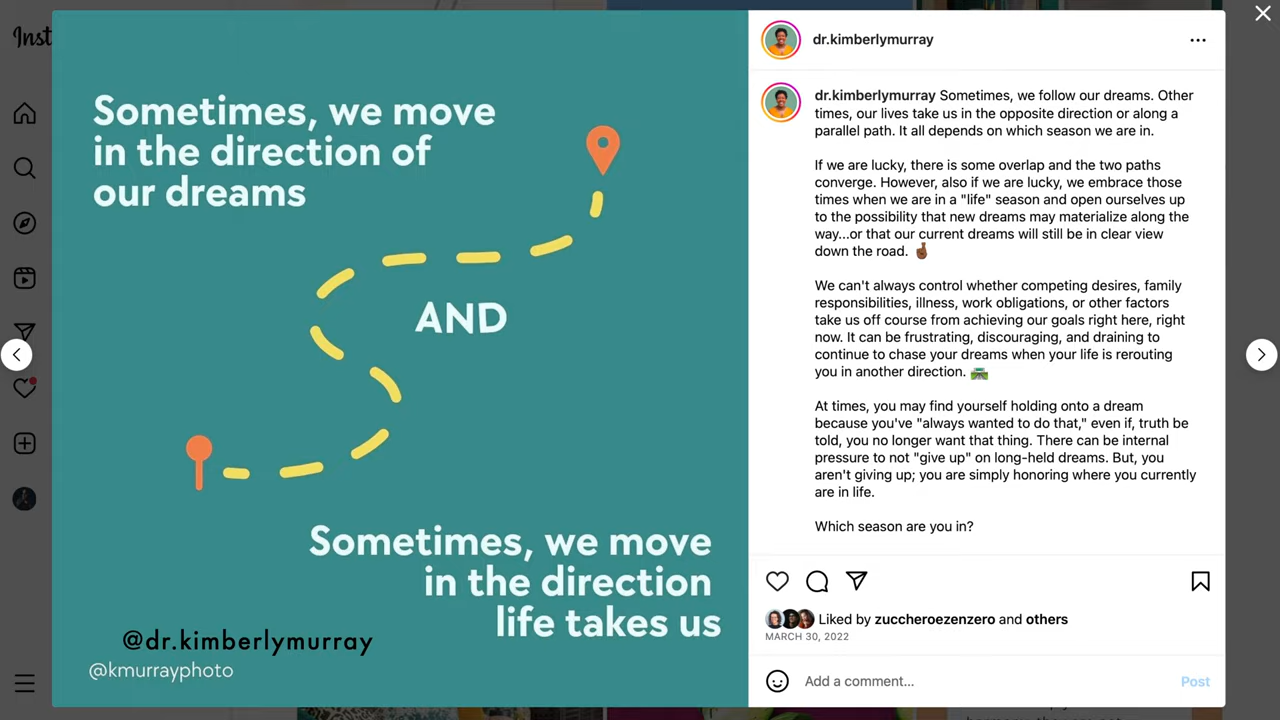 Inst
Sometimes, we move
in the direction of
our dreams
AND
Sometimes, we move
in the direction
life takes us
@dr.kimberlymurray
@kmurrayphoto
dr.kimberlymurray
dr.kimberlymurray Sometimes, we follow our dreams. Other
times, our lives take us in the opposite direction or along a
parallel path. It all depends on which season we are in.
If we are lucky, there is some overlap and the two paths
converge. However, also if we are lucky, we embrace those
times when we are in a "life" season and open ourselves up
to the possibility that new dreams may materialize along the
way...or that our current dreams will still be in clear view
down the road. 🤞🏾
We can't always control whether competing desires, family
responsibilities, illness, work obligations, or other factors
take us off course from achieving our goals right here, right
now. It can be frustrating, discouraging, and draining to
continue to chase your dreams when your life is rerouting
you in another direction. 🛣️
At times, you may find yourself holding onto a dream
because you've "always wanted to do that," even if, truth be
told, you no longer want that thing. There can be internal
pressure to not "give up" on long-held dreams. But, you
aren't giving up; you are simply honoring where you currently
are in life.
Which season are you in?
Liked by zuccheroezenzero and others
MARCH 30, 2022
Add a comment...
Post